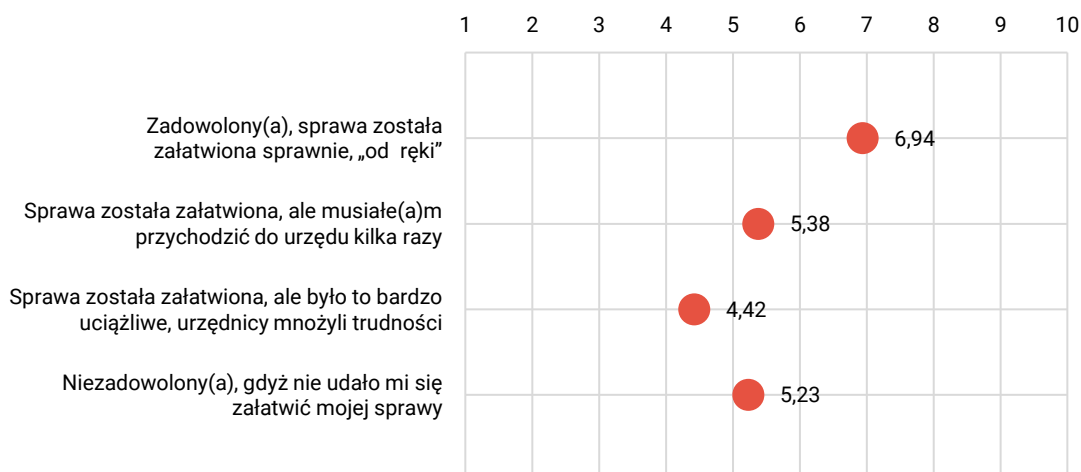 1 2 3 4 5 6 7 8 9 10
Zadowolony(a), sprawa została
załatwiona sprawnie, „od ręki”
6,94
Sprawa została załatwiona, ale musiałe(a)m
przychodzić do urzędu kilka razy
5,38
Sprawa została załatwiona, ale było to bardzo
uciążliwe, urzędnicy mnożyli trudności
4,42
Niezadowolony(a), gdyż nie udało mi się
załatwić mojej sprawy
5,23